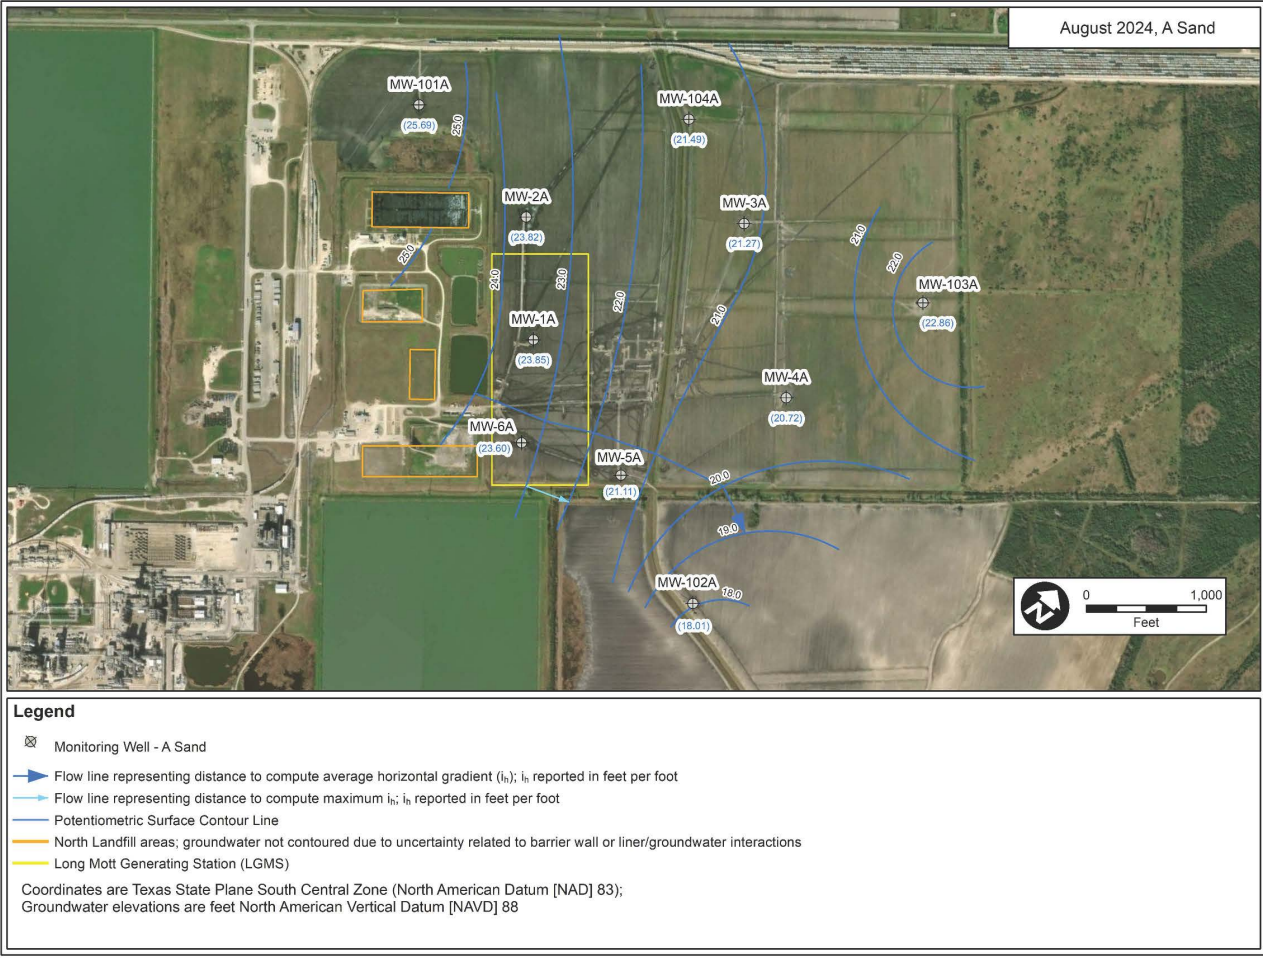 August 2024, A Sand
MW-101A
(25.69)
25.0
MW-104A
(21.49)
MW-2A
(23.82)
MW-3A
(21.27)
25.0
24.0
23.0
22.0
21.0
21.0
22.0
MW-103A
(22.86)
MW-1A
(23.85)
MW-4A
(20.72)
MW-6A
(23.60)
MW-5A
(21.11)
20.0
19.0
MW-102A
18.0
(18.01)
N
0 1,000
Feet
Legend
Monitoring Well - A Sand
Flow line representing distance to compute average horizontal gradient (ih); ih reported in feet per foot
Flow line representing distance to compute maximum ih; ih reported in feet per foot
Potentiometric Surface Contour Line
North Landfill areas; groundwater not contoured due to uncertainty related to barrier wall or liner/groundwater interactions
Long Mott Generating Station (LGMS)
Coordinates are Texas State Plane South Central Zone (North American Datum [NAD] 83);
Groundwater elevations are feet North American Vertical Datum [NAVD] 88